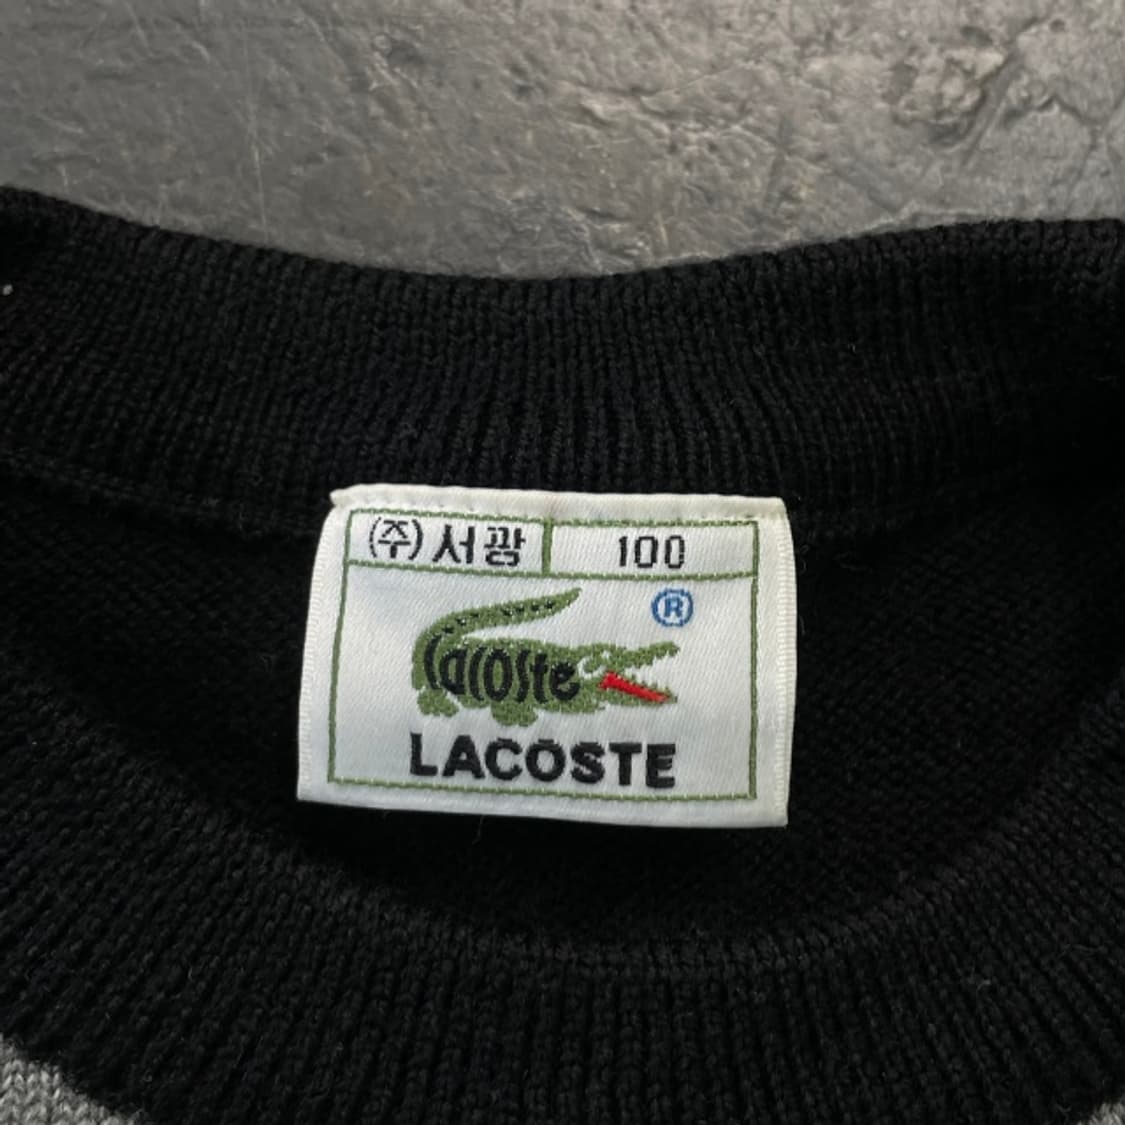 (주)서광 100
®
lacoste
LACOSTE